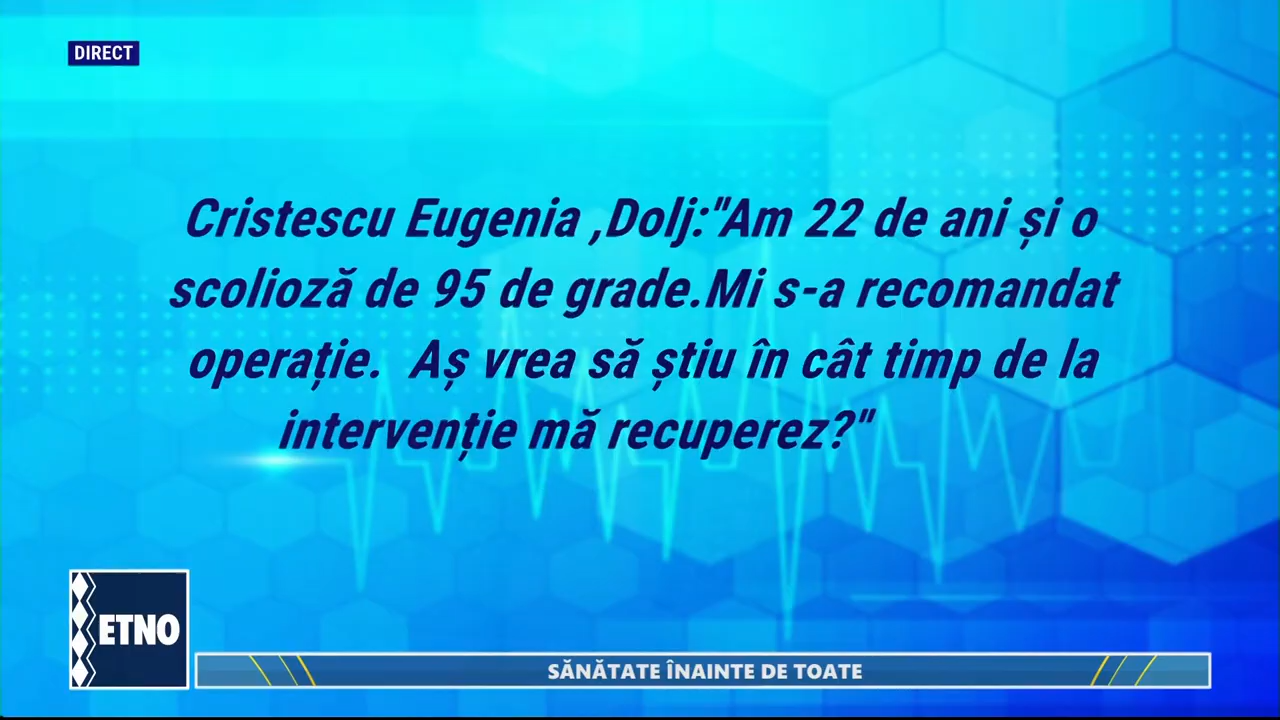 DIRECT
Cristescu Eugenia ,Dolj:"Am 22 de ani și o
scolioză de 95 de grade.Mi s-a recomandat
operație.  Aș vrea să știu în cât timp de la
intervenție mă recuperez?"
ETNO
SĂNĂTATE ÎNAINTE DE TOATE